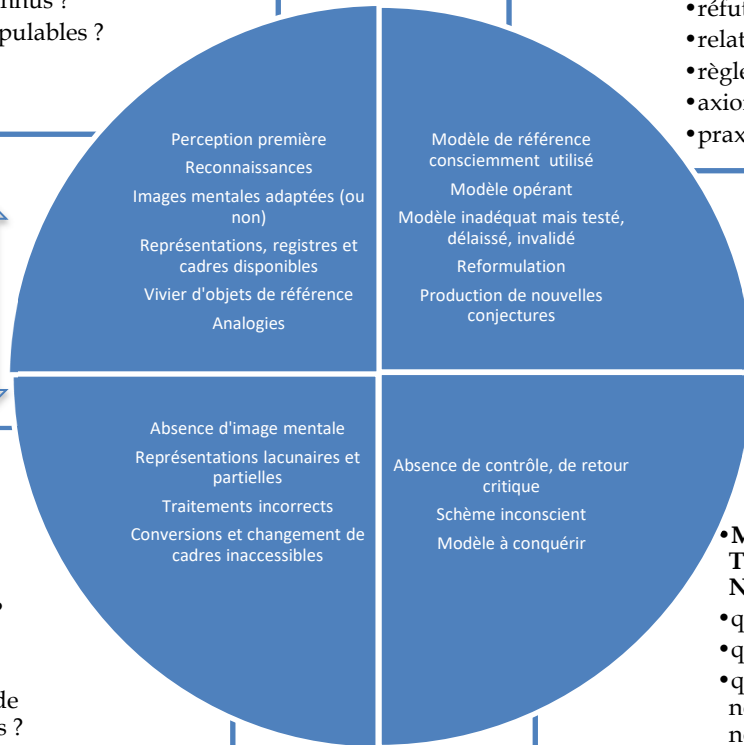 pulables ?
Perception première
Reconnaissances
Images mentales adaptées (ou
non)
Représentations, registres et
cadres disponibles
Vivier d'objets de référence
Analogies
Modèle de référence
consciemment utilisé
Modèle opérant
Modèle inadéquat mais testé,
délaissé, invalidé
Reformulation
Production de nouvelles
conjectures
•réfut
•relat
•règle
•axio
•prax
Absence d'image mentale
Représentations lacunaires et
partielles
Traitements incorrects
Conversions et changement de
cadres inaccessibles
Absence de contrôle, de retour
critique
Schème inconscient
Modèle à conquérir
de
s ?
•M
T
N
•q
•q
•q
n